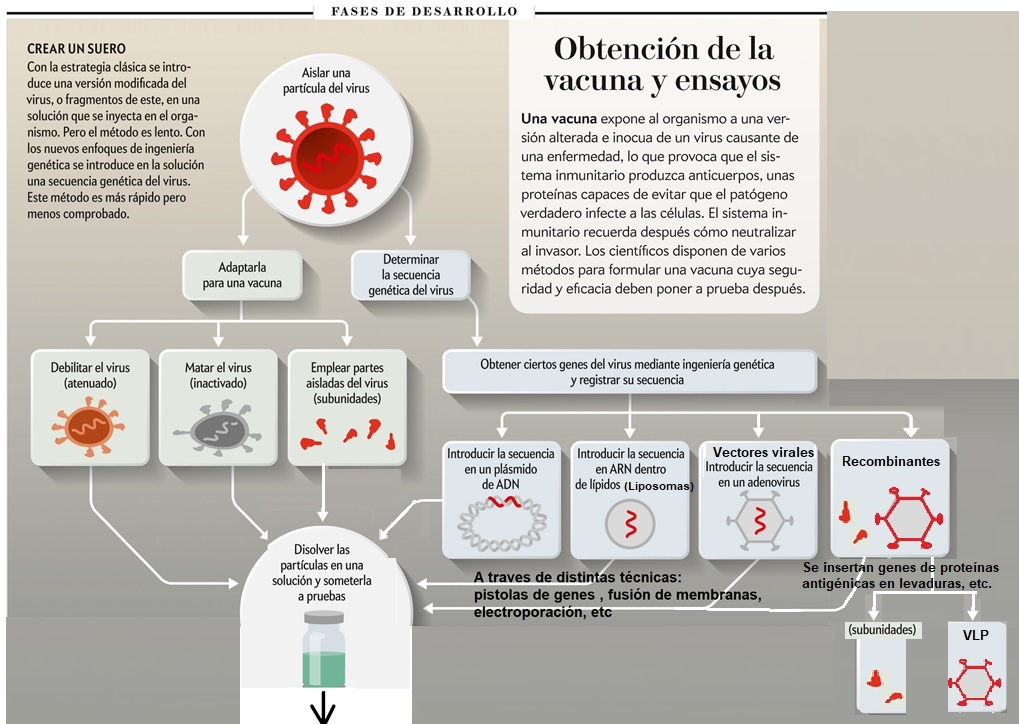 FASES DE DESARROLLO
CREAR UN SUERO
Con la estrategia clásica se intro-
duce una versión modificada del
virus, o fragmentos de este, en una
solución que se inyecta en el orga-
nismo. Pero el método es lento. Con
los nuevos enfoques de ingeniería
genética se introduce en la solución
una secuencia genética del virus.
Este método es más rápido pero
menos comprobado.
Aislar una
partícula del virus
Obtención de la
vacuna y ensayos
Una vacuna expone al organismo a una ver-
sión alterada e inocua de un virus causante de
una enfermedad, lo que provoca que el sis-
tema inmunitario produzca anticuerpos, unas
proteínas capaces de evitar que el patógeno
verdadero infecte a las células. El sistema in-
munitario recuerda después cómo neutralizar
al invasor. Los científicos disponen de varios
métodos para formular una vacuna cuya segu-
ridad y eficacia deben poner a prueba después.
Adaptarla
para una vacuna
Determinar
la secuencia
genética del virus
Debilitar el virus
(atenuado)
Matar el virus
(inactivado)
Emplear partes
aisladas del virus
(subunidades)
Obtener ciertos genes del virus mediante ingeniería genética
y registrar su secuencia
Introducir la secuencia
en un plásmido
de ADN
Introducir la secuencia
en ARN dentro
de lípidos (Liposomas)
Vectores virales
Introducir la secuencia
en un adenovirus
Recombinantes
Disolver las
partículas en una
solución y someterla
a pruebas
A traves de distintas técnicas:
pistolas de genes , fusión de membranas,
electroporación, etc
Se insertan genes de proteínas
antigénicas en levaduras, etc.
(subunidades)
VLP